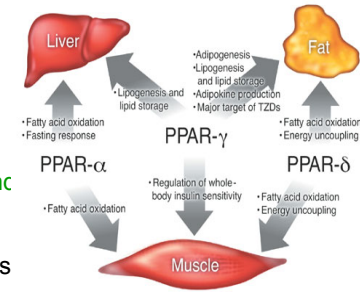 Liver
Fat
•Adipogenesis
•Lipogenesis
and lipid storage
•Adipokine production
•Major target of TZDs
•Lipogenesis and
lipid storage
•Fatty acid oxidation
•Fasting response
PPAR-γ
•Fatty acid oxidation
•Energy uncoupling
PPAR-α
PPAR-δ
•Regulation of whole-
body insulin sensitivity
•Fatty acid oxidation
•Fatty acid oxidation
•Energy uncoupling
Muscle
s